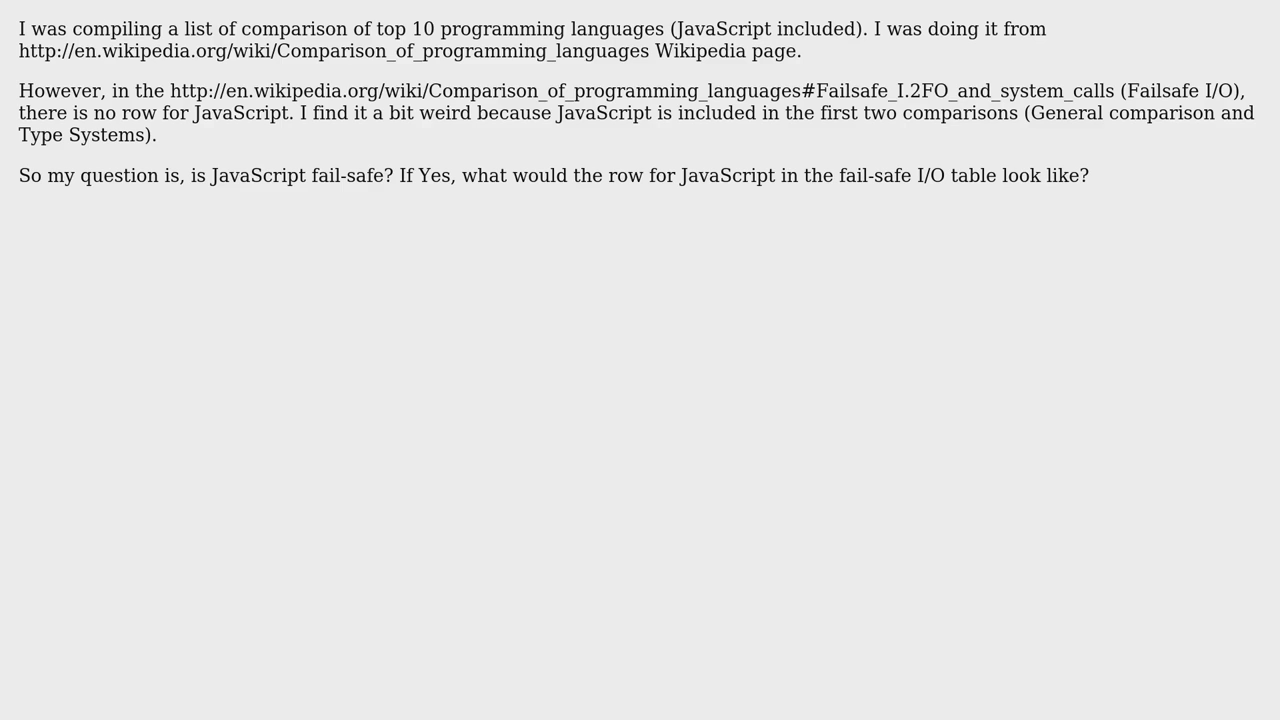 I was compiling a list of comparison of top 10 programming languages (JavaScript included). I was doing it from
http://en.wikipedia.org/wiki/Comparison_of_programming_languages Wikipedia page.
However, in the http://en.wikipedia.org/wiki/Comparison_of_programming_languages#Failsafe_I.2FO_and_system_calls (Failsafe I/O),
there is no row for JavaScript. I find it a bit weird because JavaScript is included in the first two comparisons (General comparison and
Type Systems).
So my question is, is JavaScript fail-safe? If Yes, what would the row for JavaScript in the fail-safe I/O table look like?